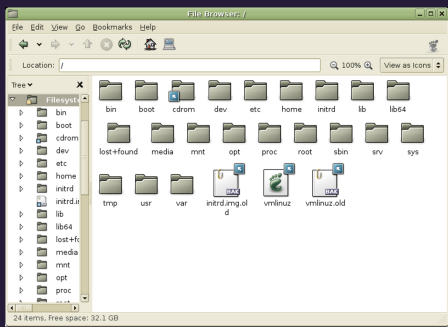 File Browser: /
File Edit View Go Bookmarks Help
Location: / 100% View as Icons
Tree
Filesyste
bin
boot
cdrom
dev
etc
home
initrd
initrd.i
lib
lib64
lost+fo
media
mnt
opt
proc
bin boot cdrom dev etc home initrd lib lib64
lost+found media mnt opt proc root sbin srv sys
tmp usr var initrd.img.ol
d vmlinuz vmlinuz.old
24 items, Free space: 32.1 GB